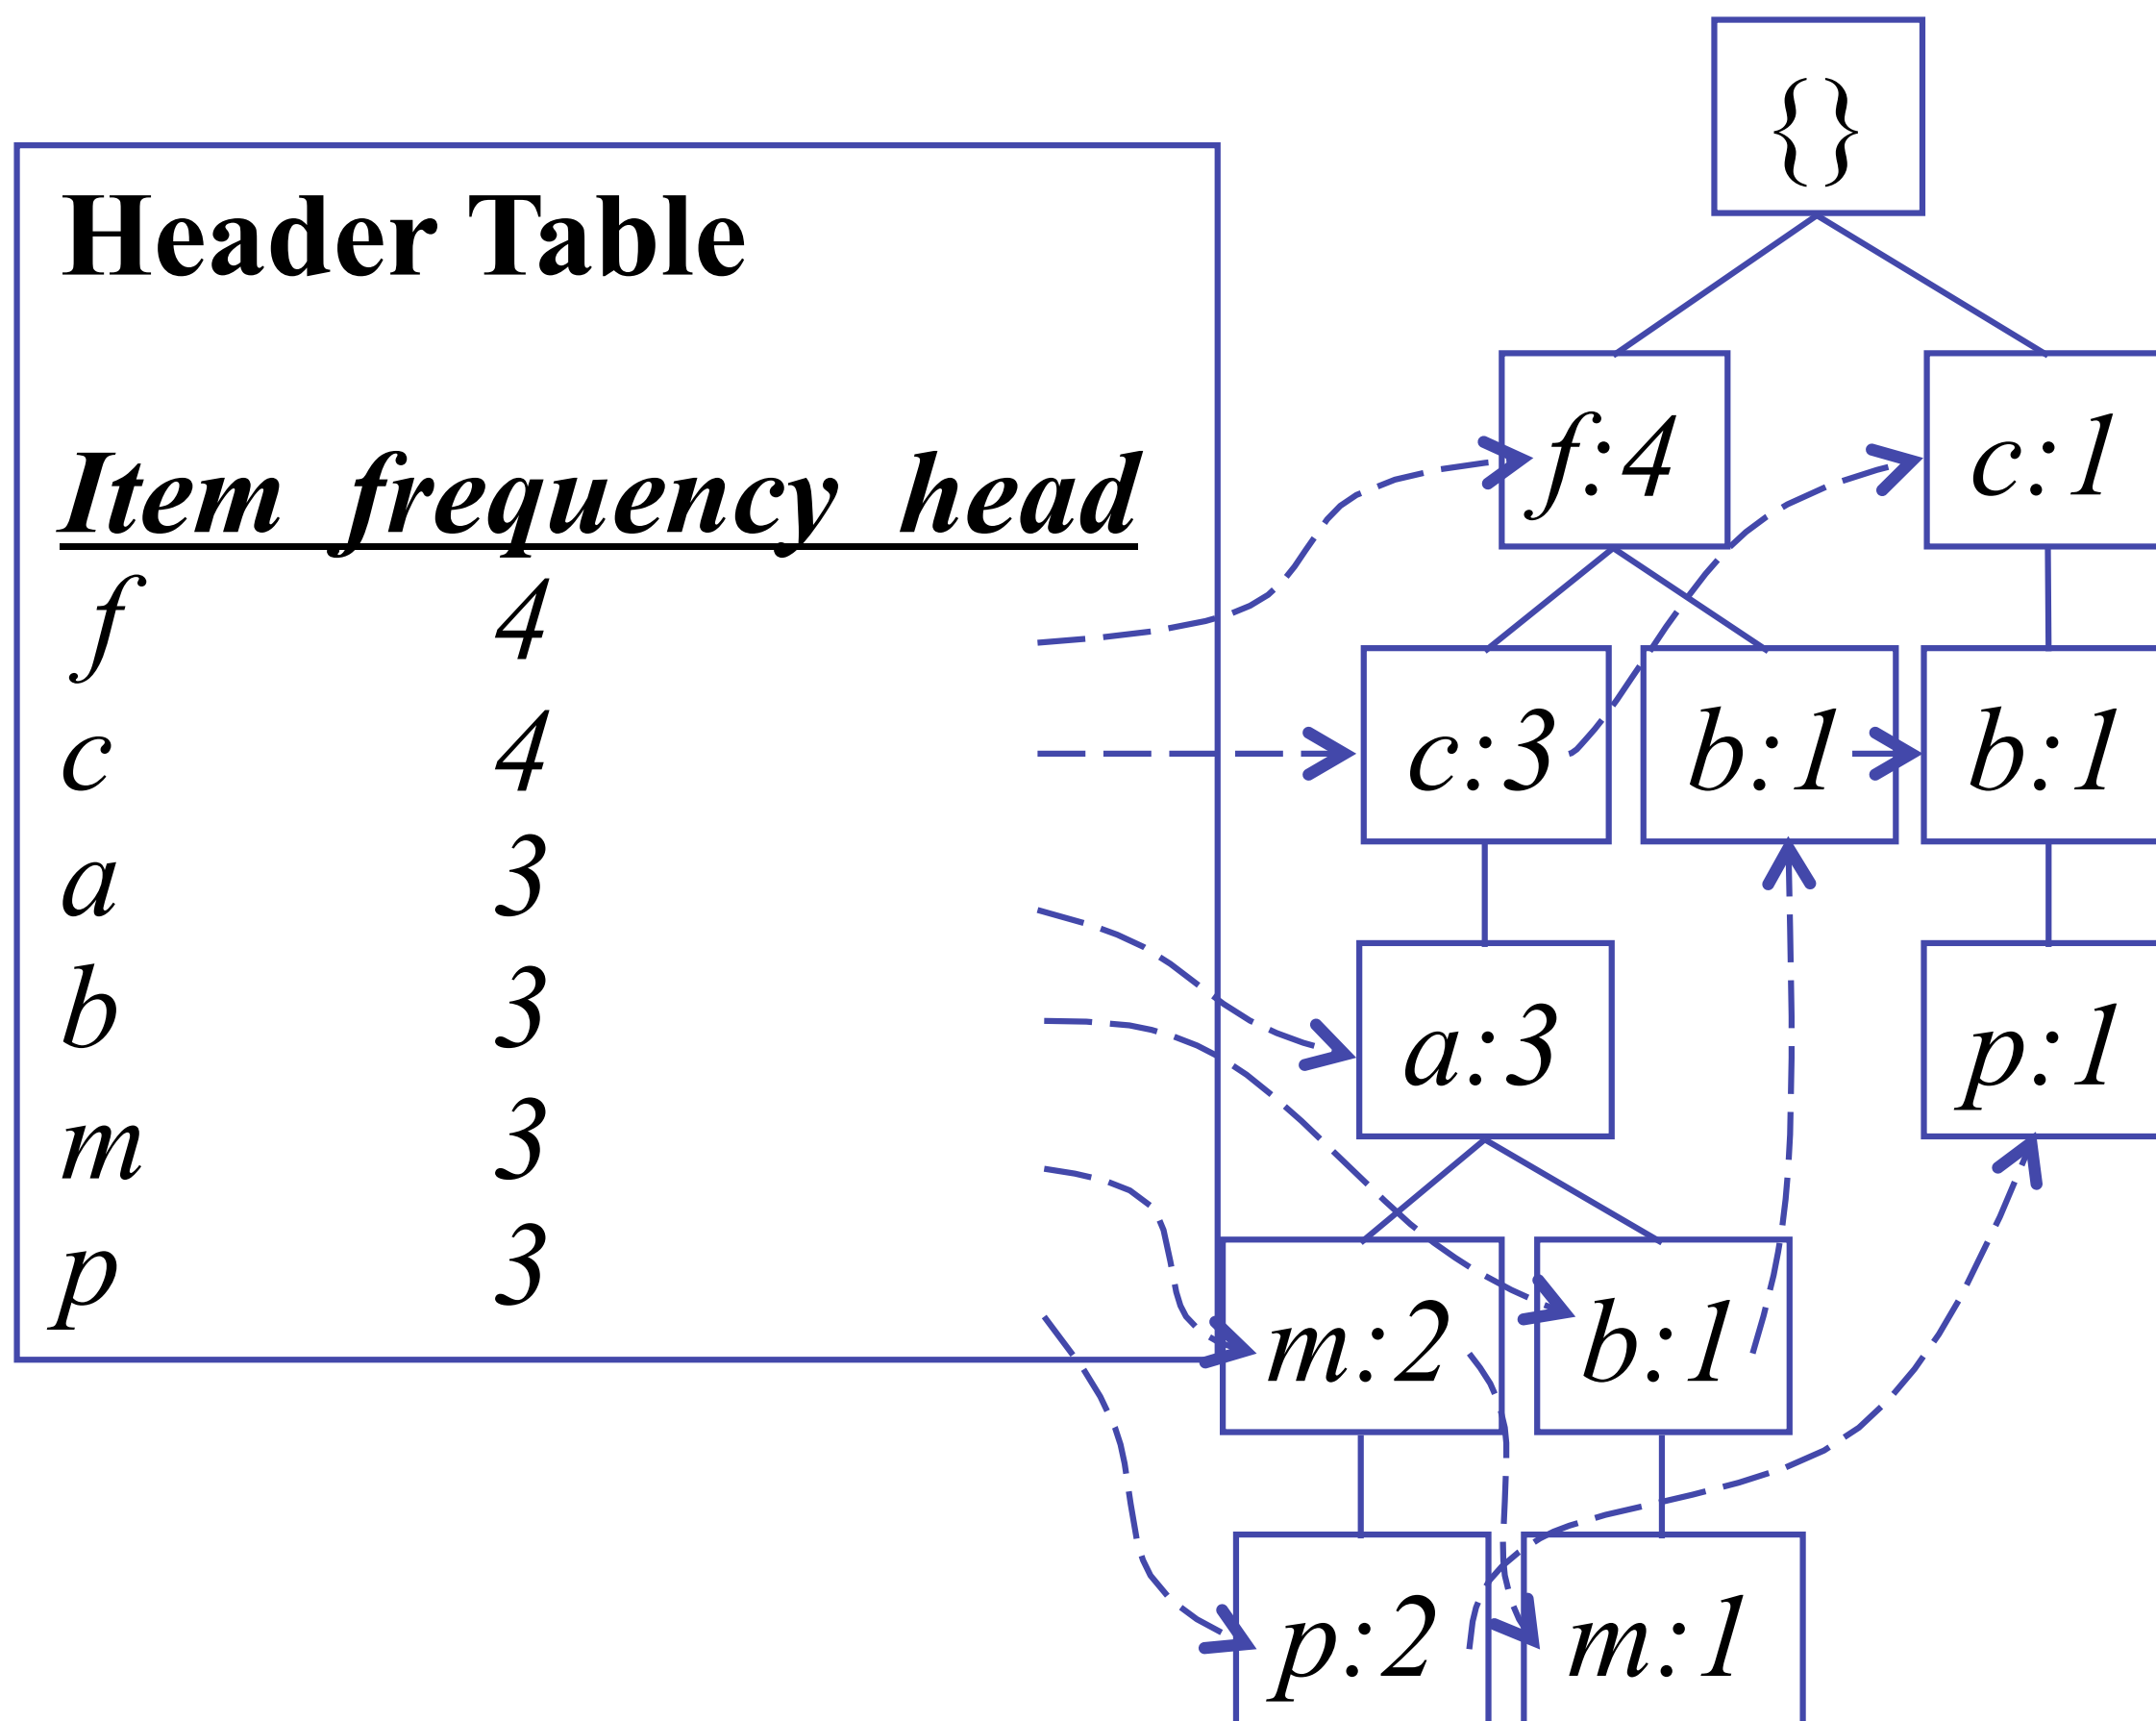 {}
Header Table
f:4 c:1
Item frequency head
f 4
c 4
c:3 b:1 b:1
a 3
b 3
a:3 p:1
m 3
p 3
m:2 b:1
p:2 m:1